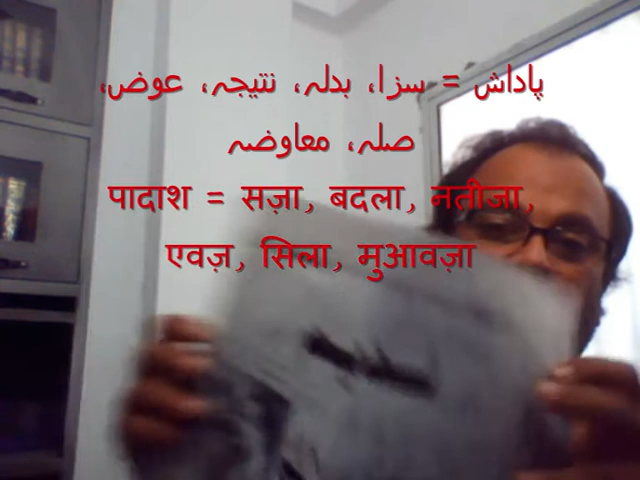 پاداش = سزا، بدلہ، نتیجہ، عوض،
صلہ، معاوضہ
पादाश = सज़ा, बदला, नतीजा,
एवज़, सिला, मुआवज़ा